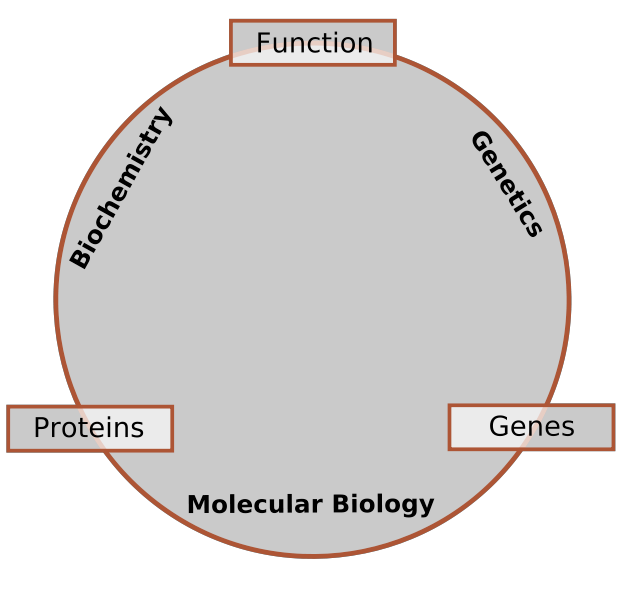 Function
Biochemistry
Genetics
Proteins
Genes
Molecular Biology